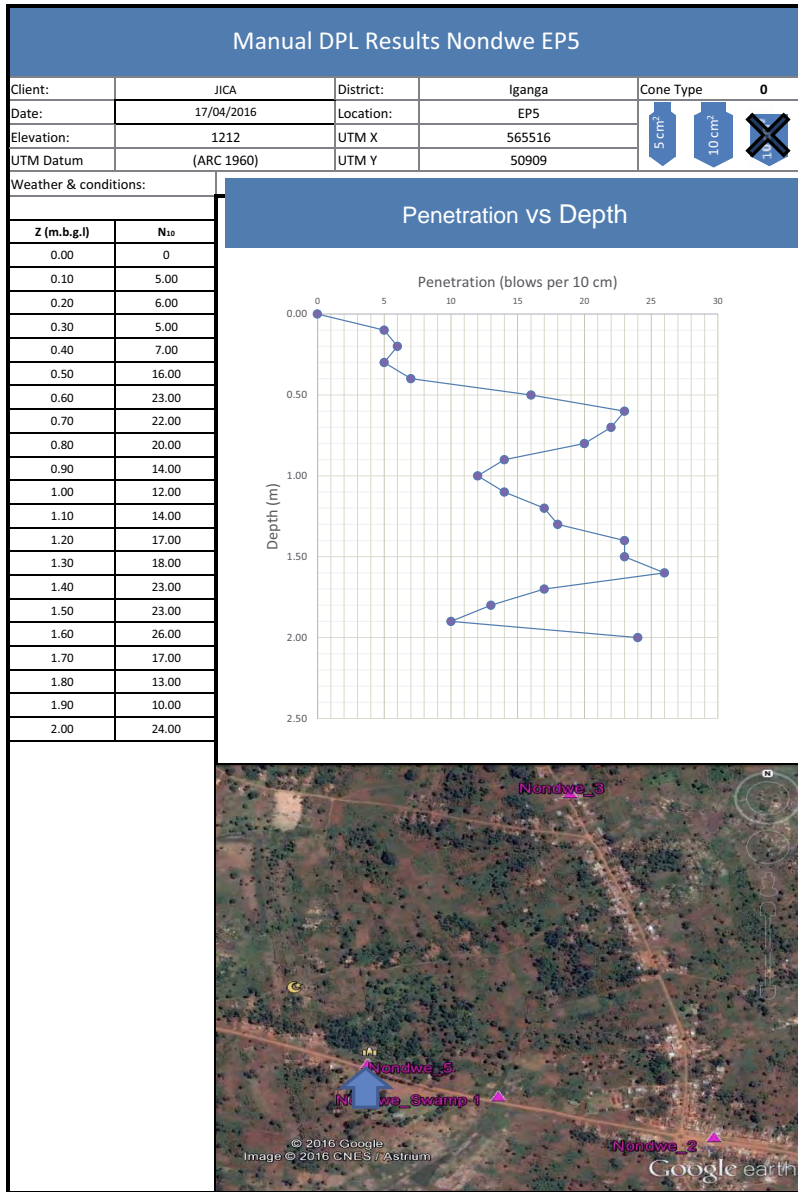 Manual DPL Results Nondwe EP5
Client: JICA District: Iganga Cone Type 0
Date: 17/04/2016 Location: EP5
Elevation: 1212 UTM X 565516
UTM Datum (ARC 1960) UTM Y 50909
5 cm²
10 cm²
Weather & conditions:
Z (m.b.g.l) N₁₀
0.00 0
0.10 5.00
0.20 6.00
0.30 5.00
0.40 7.00
0.50 16.00
0.60 23.00
0.70 22.00
0.80 20.00
0.90 14.00
1.00 12.00
1.10 14.00
1.20 17.00
1.30 18.00
1.40 23.00
1.50 23.00
1.60 26.00
1.70 17.00
1.80 13.00
1.90 10.00
2.00 24.00
Penetration vs Depth
Penetration (blows per 10 cm)
0 5 10 15 20 25 30
0.00
0.50
1.00
1.50
2.00
2.50
Depth (m)
N
Nondwe_3
Nondwe_5
Nondwe_2
© 2016 Google
Image © 2016 CNES / Astrium
Google earth